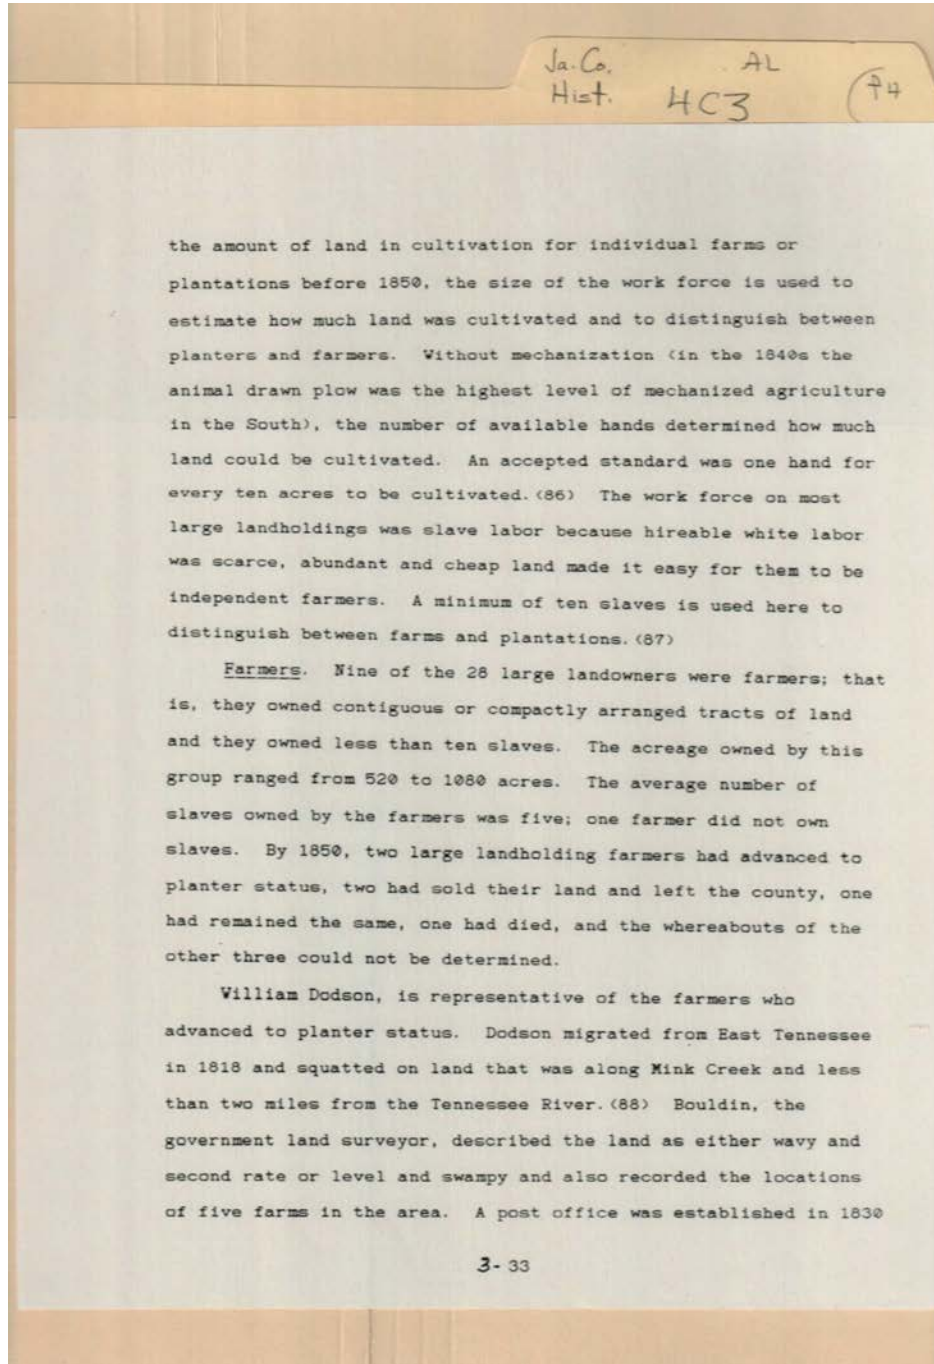 Ja. Co. AL
Hist. 4C3 P4
the amount of land in cultivation for individual farms or
plantations before 1850, the size of the work force is used to
estimate how much land was cultivated and to distinguish between
planters and farmers. Without mechanization (in the 1840s the
animal drawn plow was the highest level of mechanized agriculture
in the South), the number of available hands determined how much
land could be cultivated. An accepted standard was one hand for
every ten acres to be cultivated.(86) The work force on most
large landholdings was slave labor because hireable white labor
was scarce, abundant and cheap land made it easy for them to be
independent farmers. A minimum of ten slaves is used here to
distinguish between farms and plantations.(87)
Farmers. Nine of the 28 large landowners were farmers; that
is, they owned contiguous or compactly arranged tracts of land
and they owned less than ten slaves. The acreage owned by this
group ranged from 520 to 1080 acres. The average number of
slaves owned by the farmers was five; one farmer did not own
slaves. By 1850, two large landholding farmers had advanced to
planter status, two had sold their land and left the county, one
had remained the same, one had died, and the whereabouts of the
other three could not be determined.
William Dodson, is representative of the farmers who
advanced to planter status. Dodson migrated from East Tennessee
in 1818 and squatted on land that was along Mink Creek and less
than two miles from the Tennessee River.(88) Bouldin, the
government land surveyor, described the land as either wavy and
second rate or level and swampy and also recorded the locations
of five farms in the area. A post office was established in 1830
3- 33